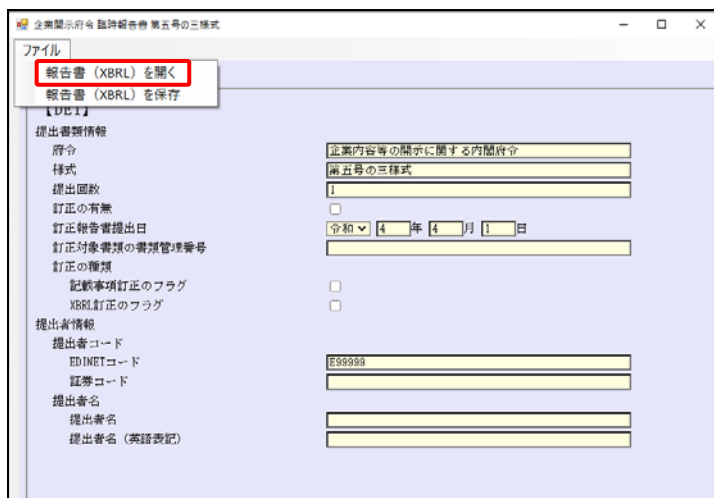 企業開示府令 臨時報告書 第五号の三様式
ファイル
報告書（XBRL）を開く
報告書（XBRL）を保存
【DEI】
提出書類情報
府令 企業内容等の開示に関する内閣府令
様式 第五号の三様式
提出回数 1
訂正の有無
訂正報告書提出日 令和 4 年 4 月 1 日
訂正対象書類の書類管理番号
訂正の種類
記載事項訂正のフラグ
XBRL訂正のフラグ
提出者情報
提出者コード
EDINETコード E99999
証券コード
提出者名
提出者名
提出者名（英語表記）